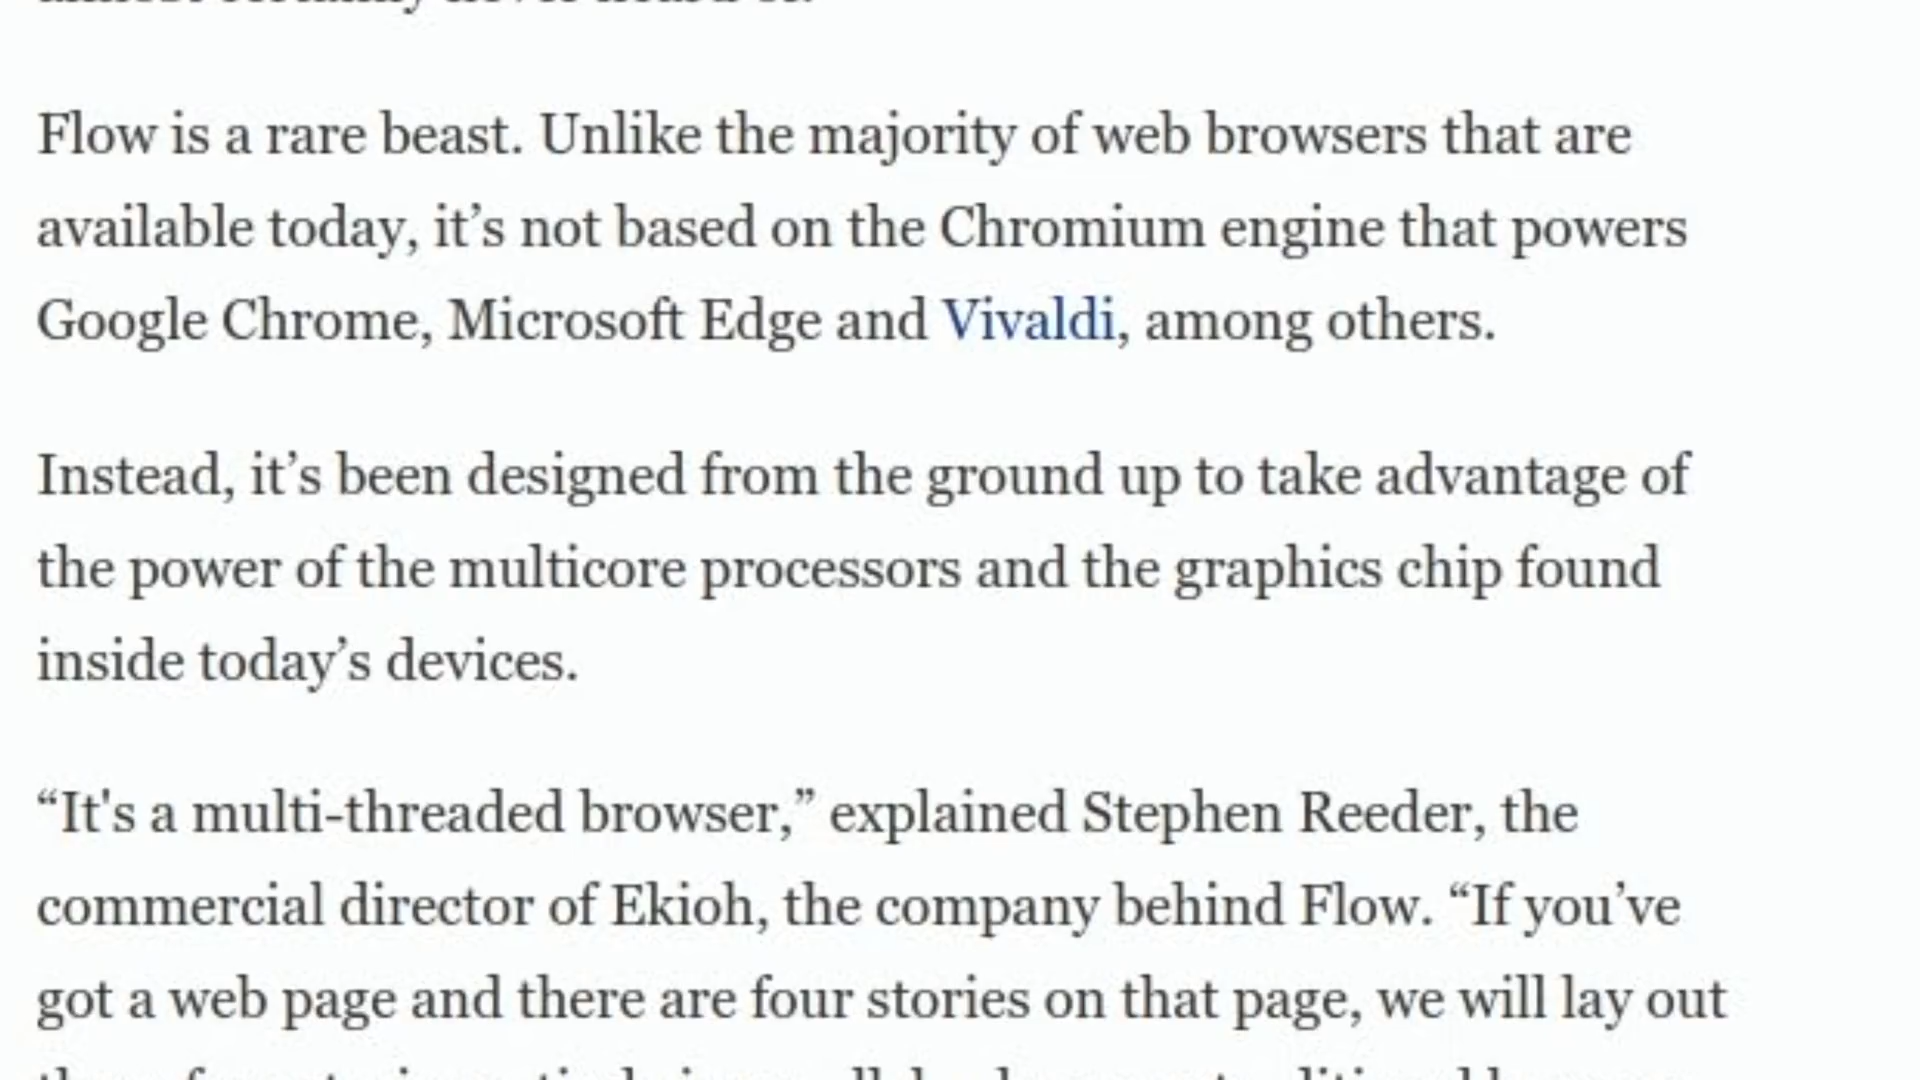 Flow is a rare beast. Unlike the majority of web browsers that are
available today, it’s not based on the Chromium engine that powers
Google Chrome, Microsoft Edge and Vivaldi, among others.
Instead, it’s been designed from the ground up to take advantage of
the power of the multicore processors and the graphics chip found
inside today’s devices.
“It's a multi-threaded browser,” explained Stephen Reeder, the
commercial director of Ekioh, the company behind Flow. “If you’ve
got a web page and there are four stories on that page, we will lay out